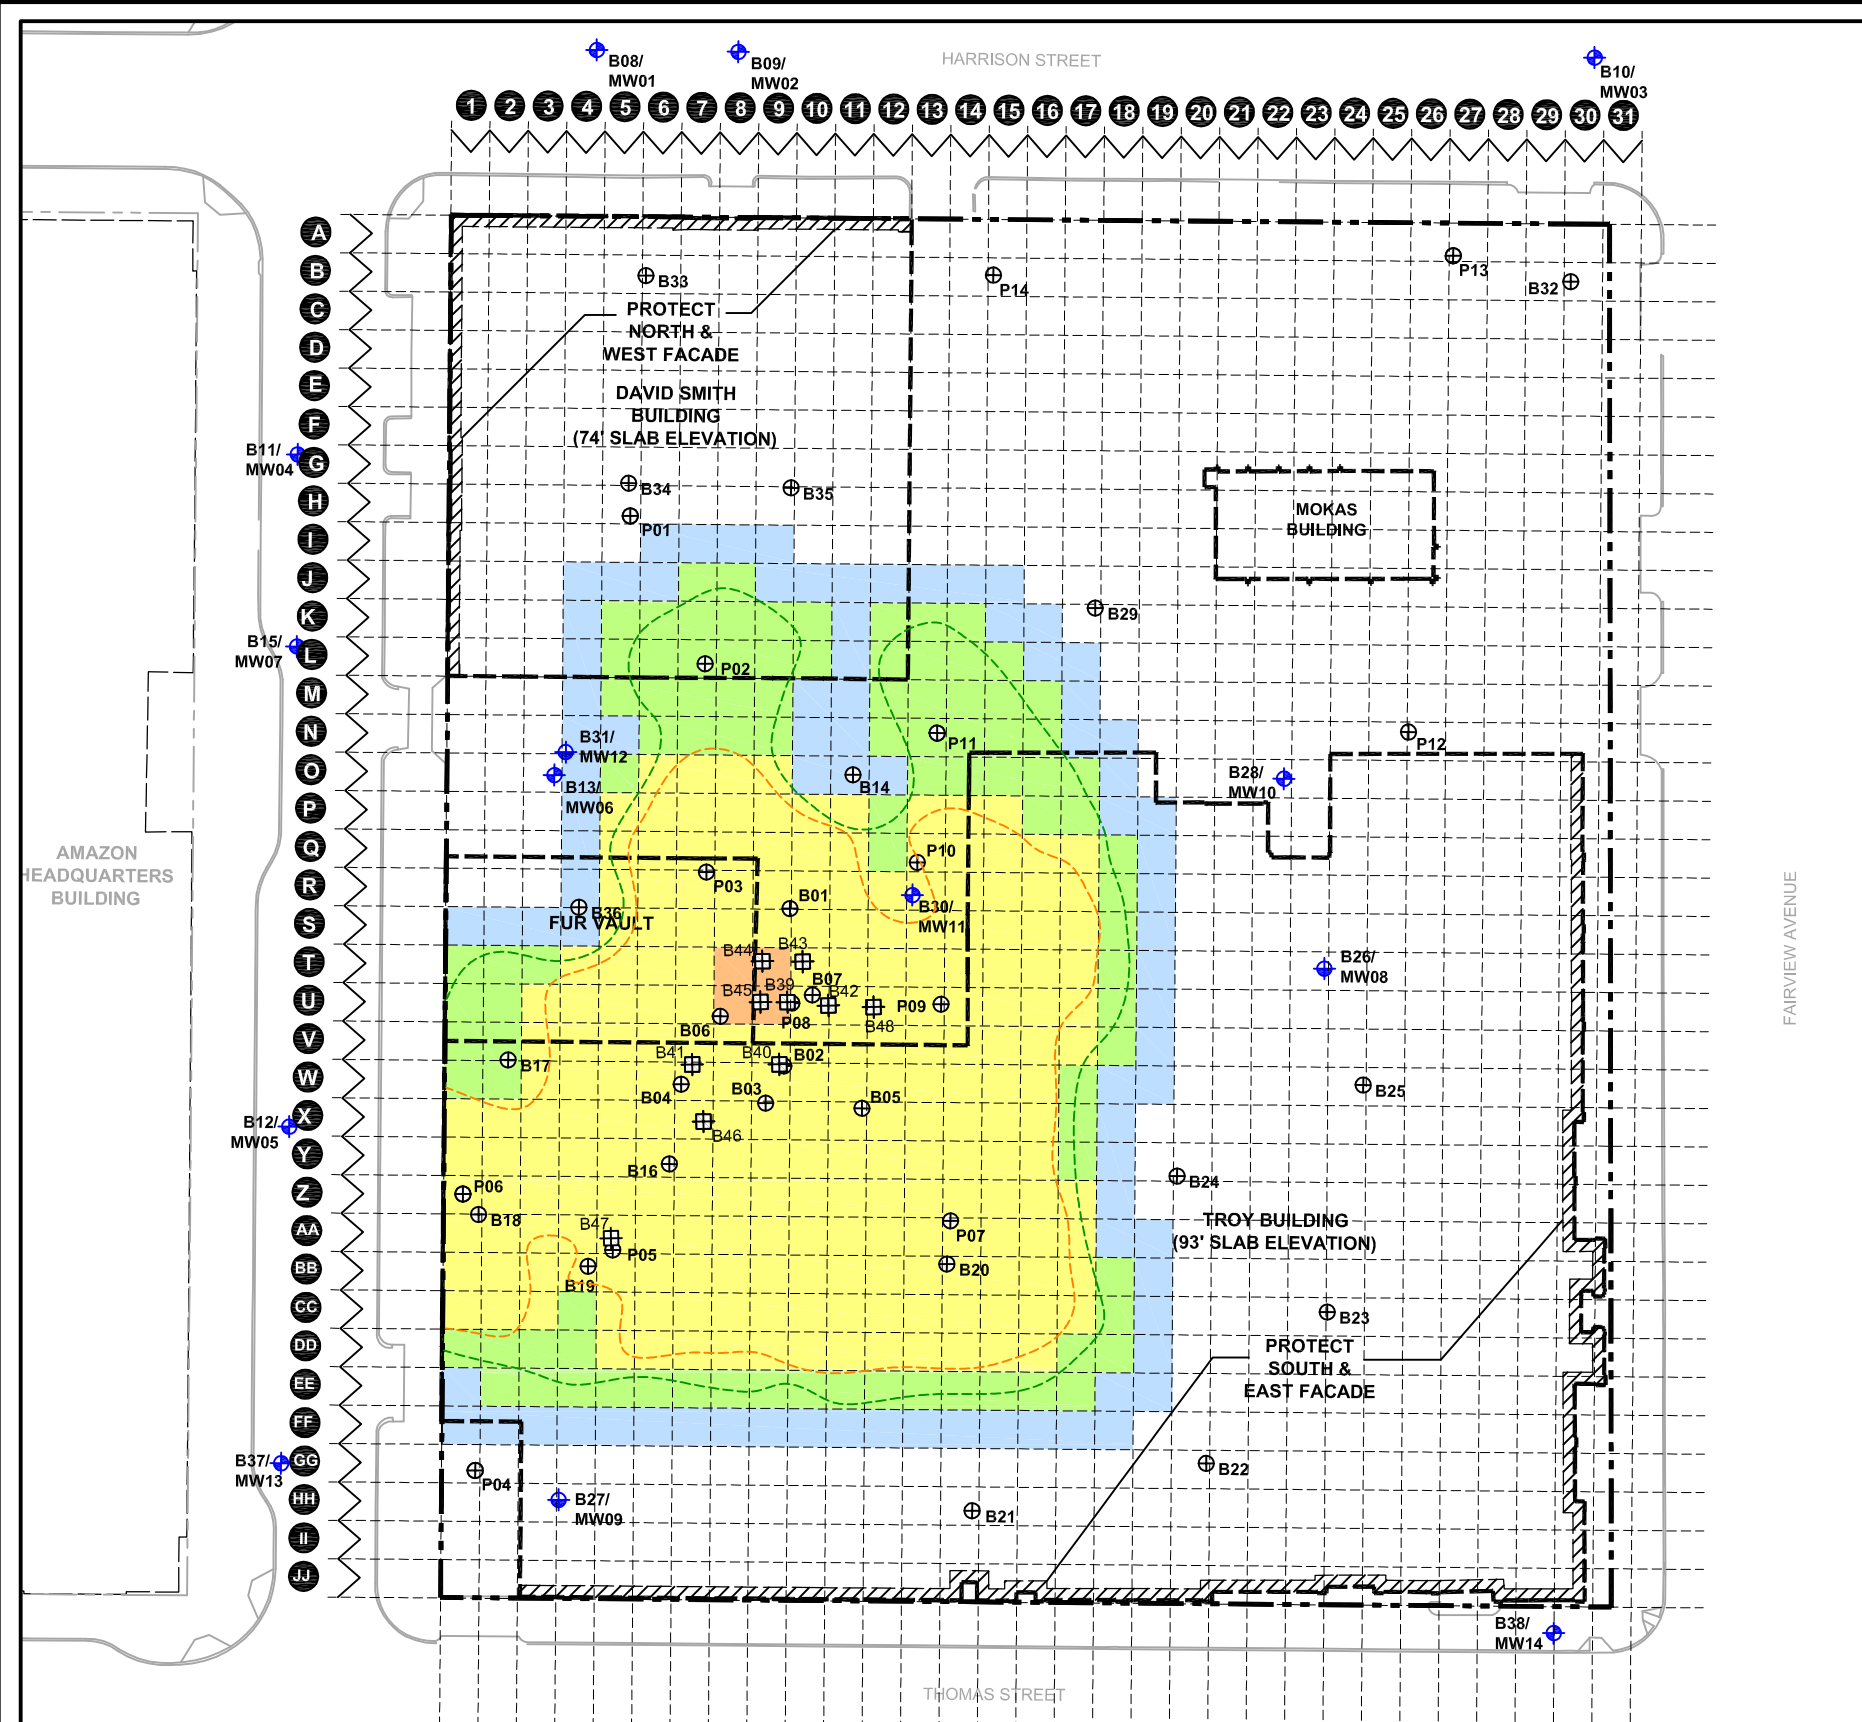 HARRISON STREET
B08/
MW01
B09/
MW02
B10/
MW03
1 2 3 4 5 6 7 8 9 10 11 12 13 14 15 16 17 18 19 20 21 22 23 24 25 26 27 28 29 30 31
A
B
C
D
E
F
G
H
I
J
K
L
M
N
O
P
Q
R
S
T
U
V
W
X
Y
Z
AA
BB
CC
DD
EE
FF
GG
HH
II
JJ
B33
P14
P13
B32
PROTECT
NORTH &
WEST FACADE
DAVID SMITH
BUILDING
(74' SLAB ELEVATION)
B11/
MW04
B34
B35
P01
MOKAS
BUILDING
B29
B15/
MW07
P02
P11
P12
B31/
MW12
B13/
MW06
B14
B28/
MW10
AMAZON
HEADQUARTERS
BUILDING
P10
P03
B01
B30/
MW11
B36
FUR VAULT
FAIRVIEW AVENUE
B44
B43
B26/
MW08
B45
B39
B07
B42
P09
B06
P08
B48
B17
B41
B40
B02
B04
B03
B05
B25
B12/
MW05
B46
B16
B24
P06
B18
B47
P05
P07
TROY BUILDING
(93' SLAB ELEVATION)
B19
B20
B23
PROTECT
SOUTH &
EAST FACADE
B37/
MW13
P04
B22
B27/
MW09
B21
B38/
MW14
THOMAS STREET